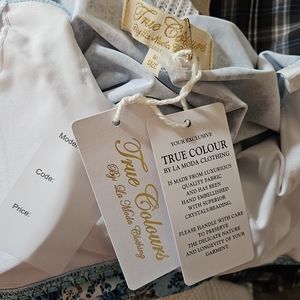 True Colours
By La Moda Clothing
Model
Code:
Price:
True Colours
By La Moda Clothing
YOUR EXCLUSIVE
TRUE COLOUR
BY LA MODA CLOTHING
IS MADE FROM LUXURIOUS
QUALITY FABRIC
AND HAS BEEN
HAND EMBELLISHED
WITH SUPERIOR
CRYSTALS/BEADING.
PLEASE HANDLE WITH CARE
TO PRESERVE
THE DELICATE NATURE
AND LONGEVITY OF YOUR
GARMENT.